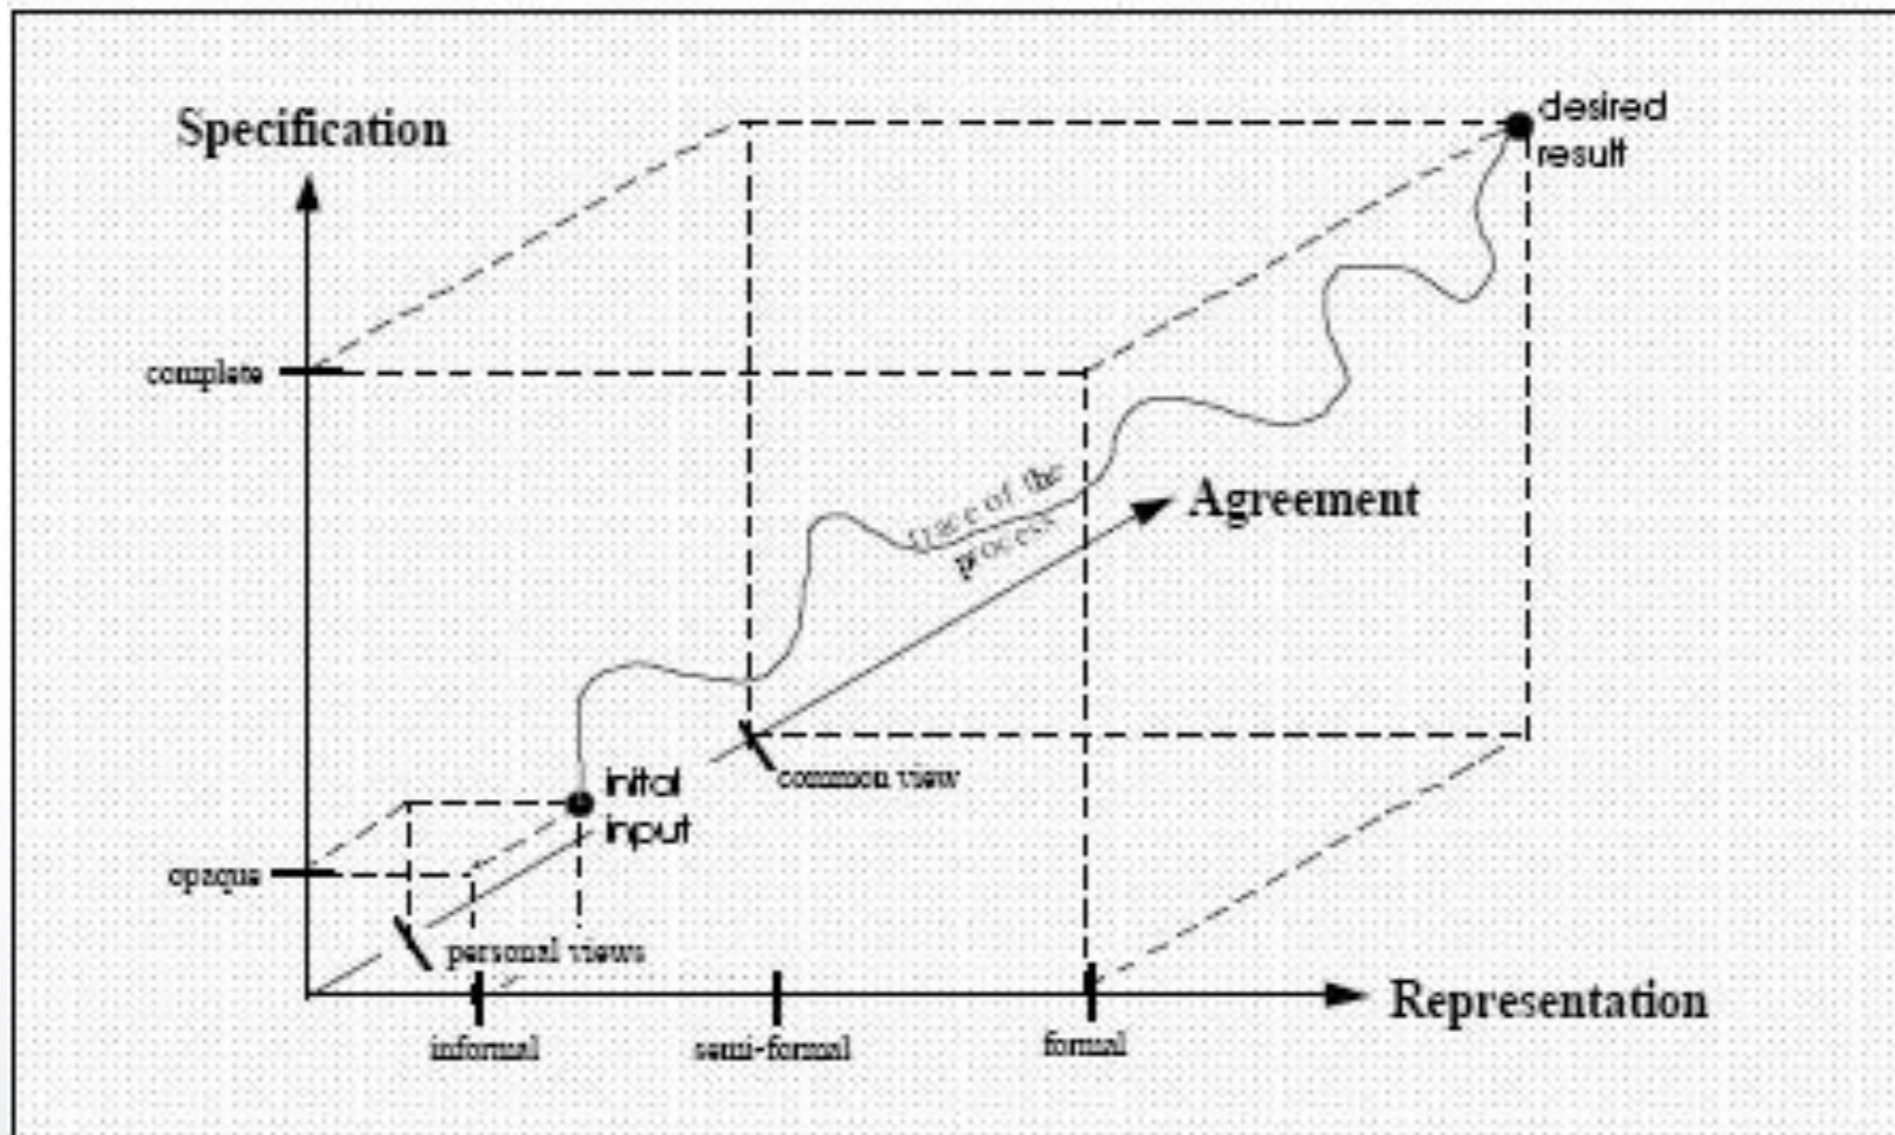 desired
result
Specification
complete
trace of the
process
Agreement
common view
inital
input
opaque
personal views
Representation
informal
semi-formal
formal